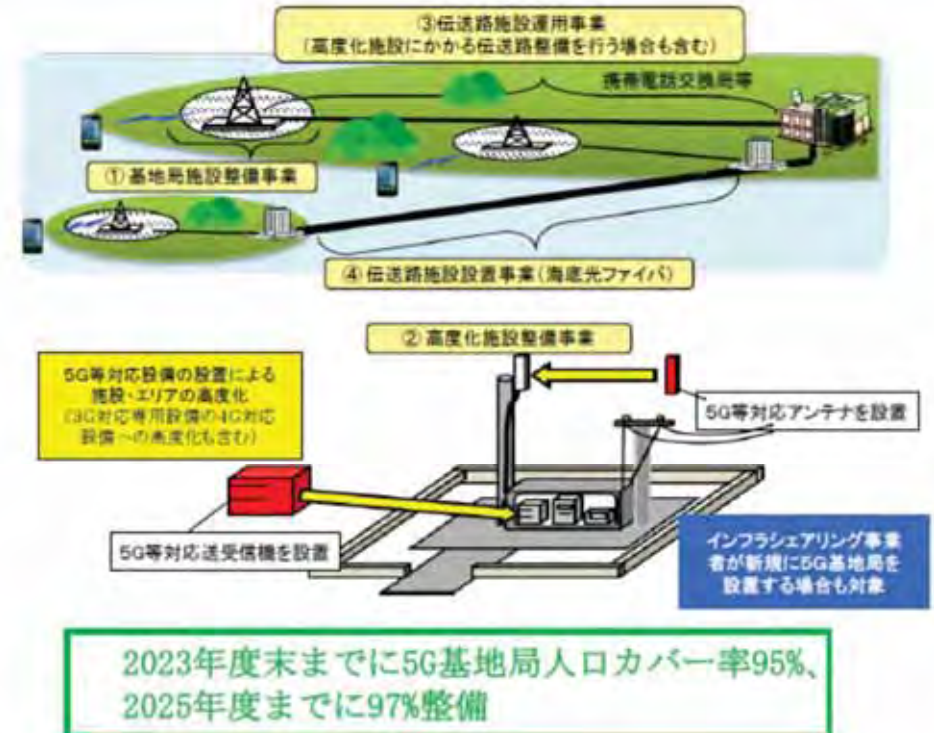 ③伝送路施設運用事業
(高度化施設にかかる伝送路整備を行う場合も含む)
携帯電話交換局等
①基地局施設整備事業
④伝送路施設設置事業(海底光ファイバ)
②高度化施設整備事業
5G等対応設備の設置による
施設・エリアの高度化
(3G対応専用設備の4G対応
設備への高度化も含む)
5G等対応アンテナを設置
5G等対応送受信機を設置
インフラシェアリング事業
者が新規に5G基地局を
設置する場合も対象
2023年度末までに5G基地局人口カバー率95%、
2025年度までに97%整備